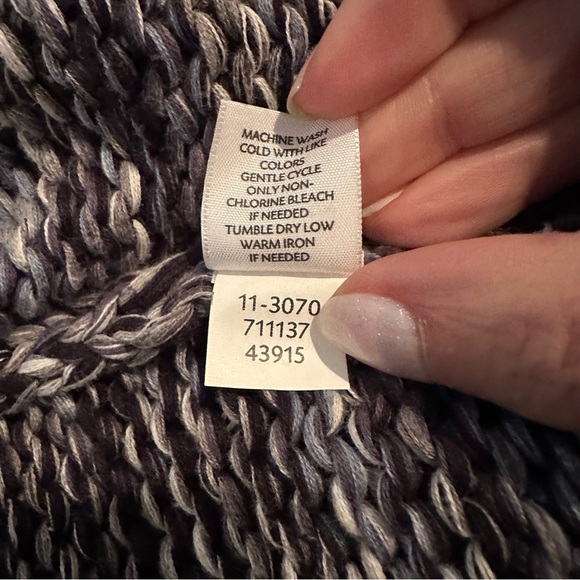 MACHINE WASH
COLD WITH LIKE
COLORS
GENTLE CYCLE
ONLY NON-
CHLORINE BLEACH
IF NEEDED
TUMBLE DRY LOW
WARM IRON
IF NEEDED
11-3070
711137
43915